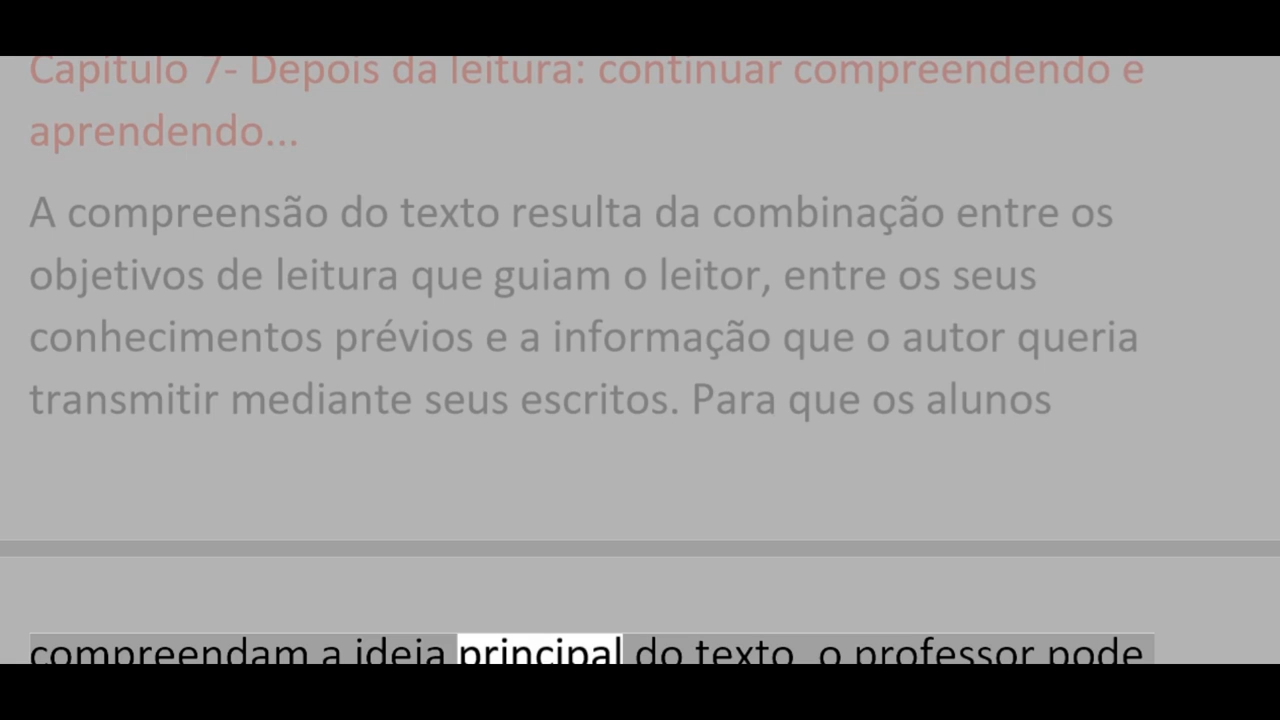 Capítulo 7- Depois da leitura: continuar compreendendo e
aprendendo...
A compreensão do texto resulta da combinação entre os
objetivos de leitura que guiam o leitor, entre os seus
conhecimentos prévios e a informação que o autor queria
transmitir mediante seus escritos. Para que os alunos
compreendam a ideia principal do texto, o professor pode